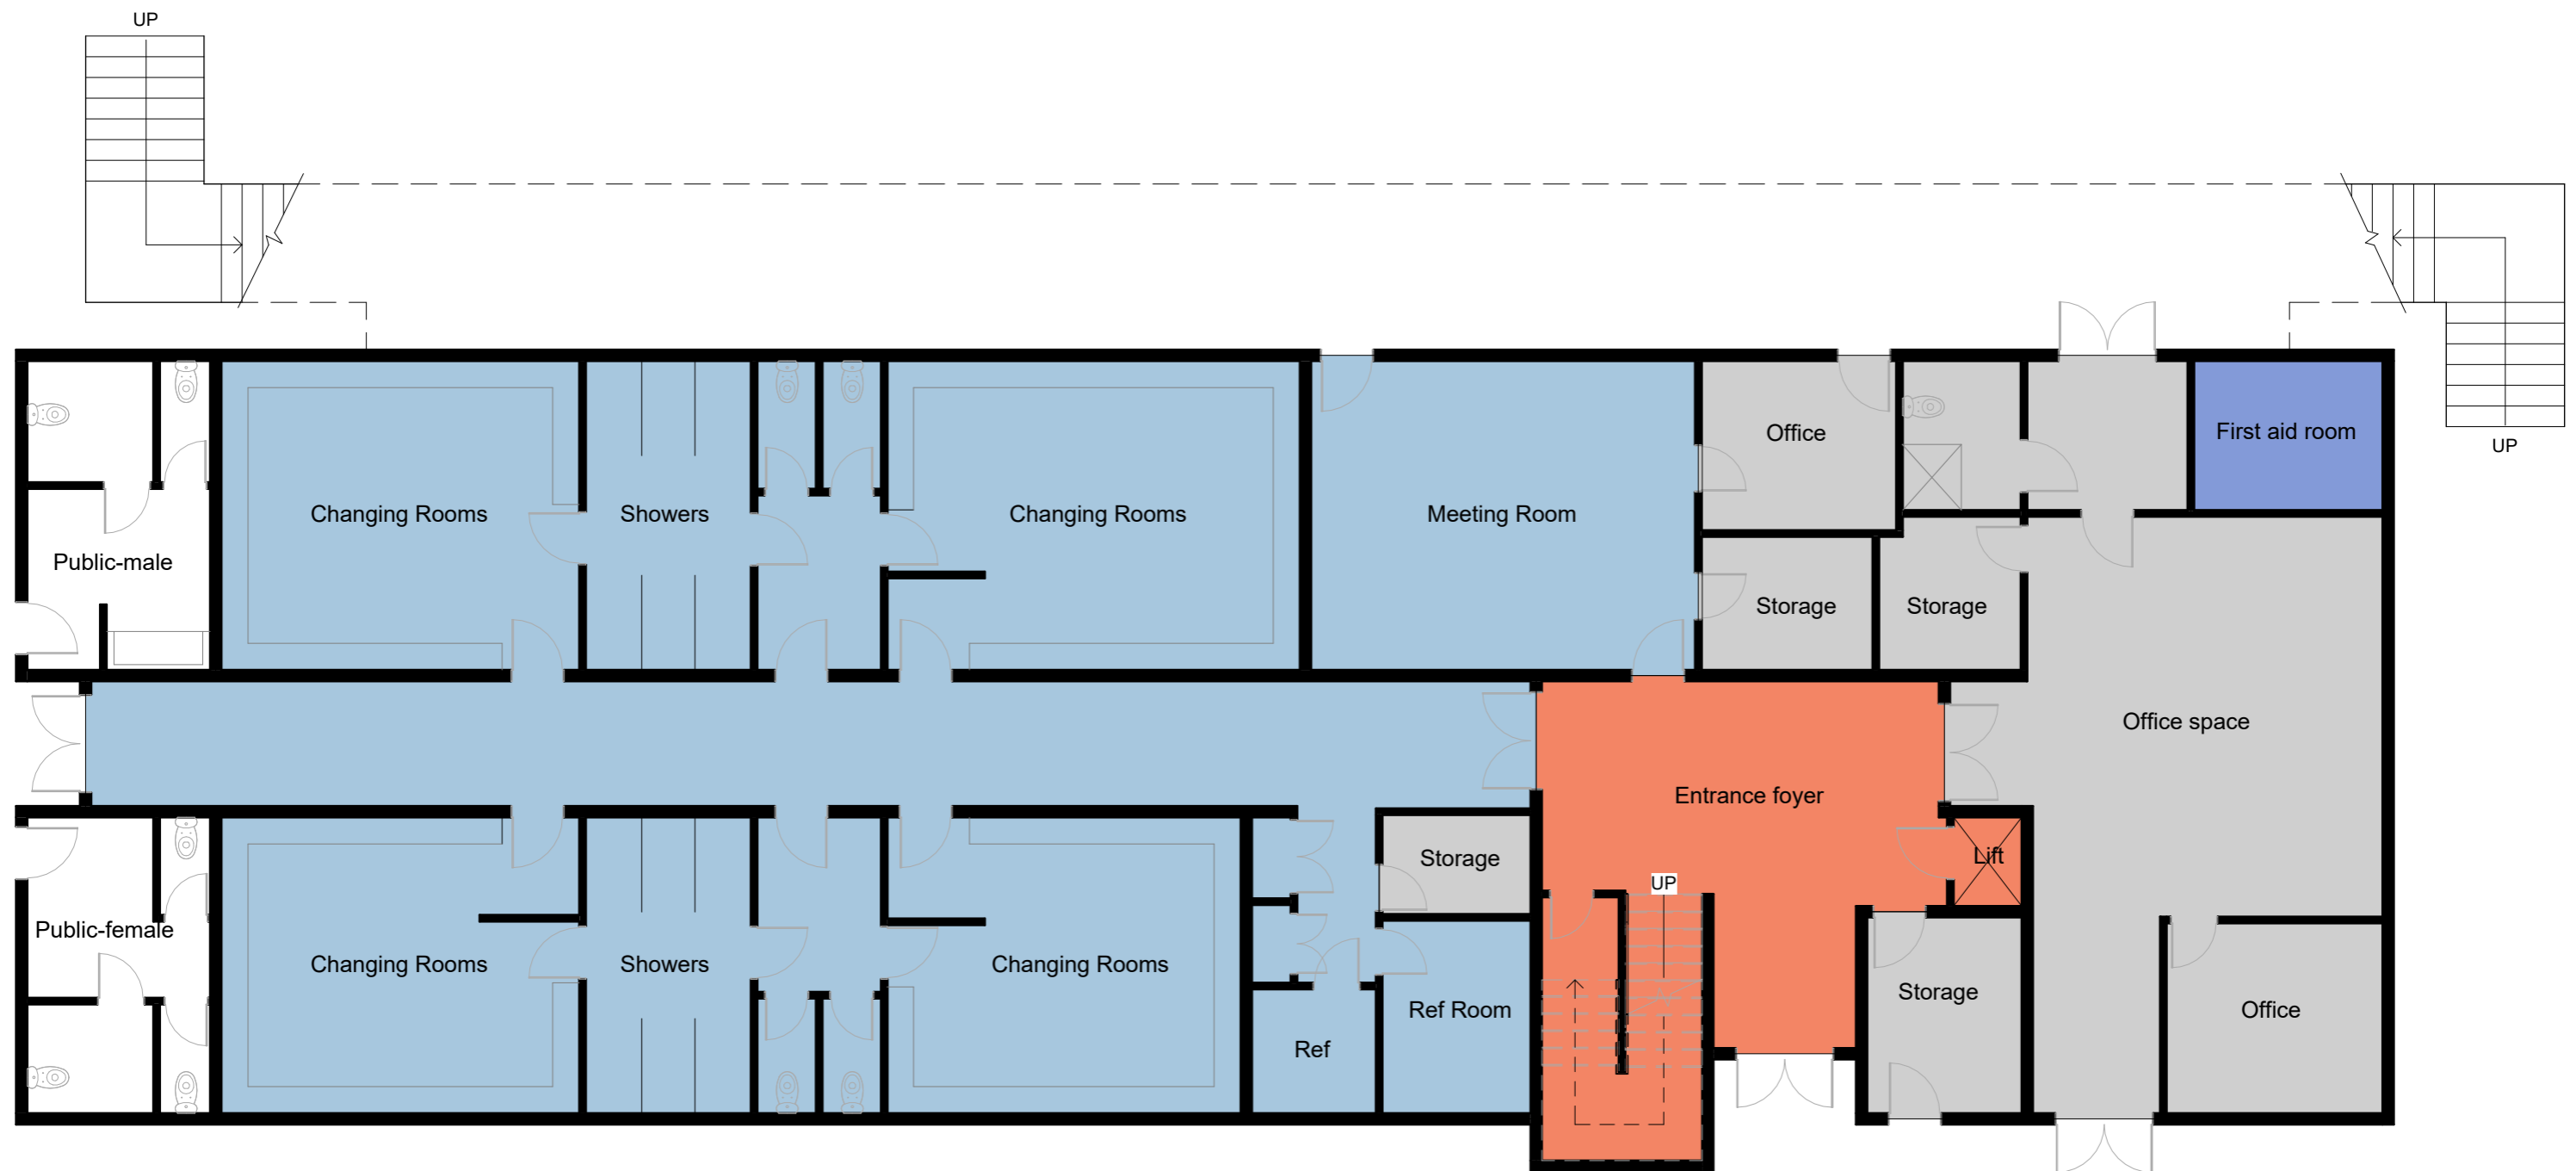 UP
UP
First aid room
Office
Changing Rooms
Showers
Changing Rooms
Meeting Room
Public-male
Storage
Storage
Office space
Entrance foyer
Lift
Storage
UP
Public-female
Changing Rooms
Showers
Changing Rooms
Storage
Ref Room
Office
Ref